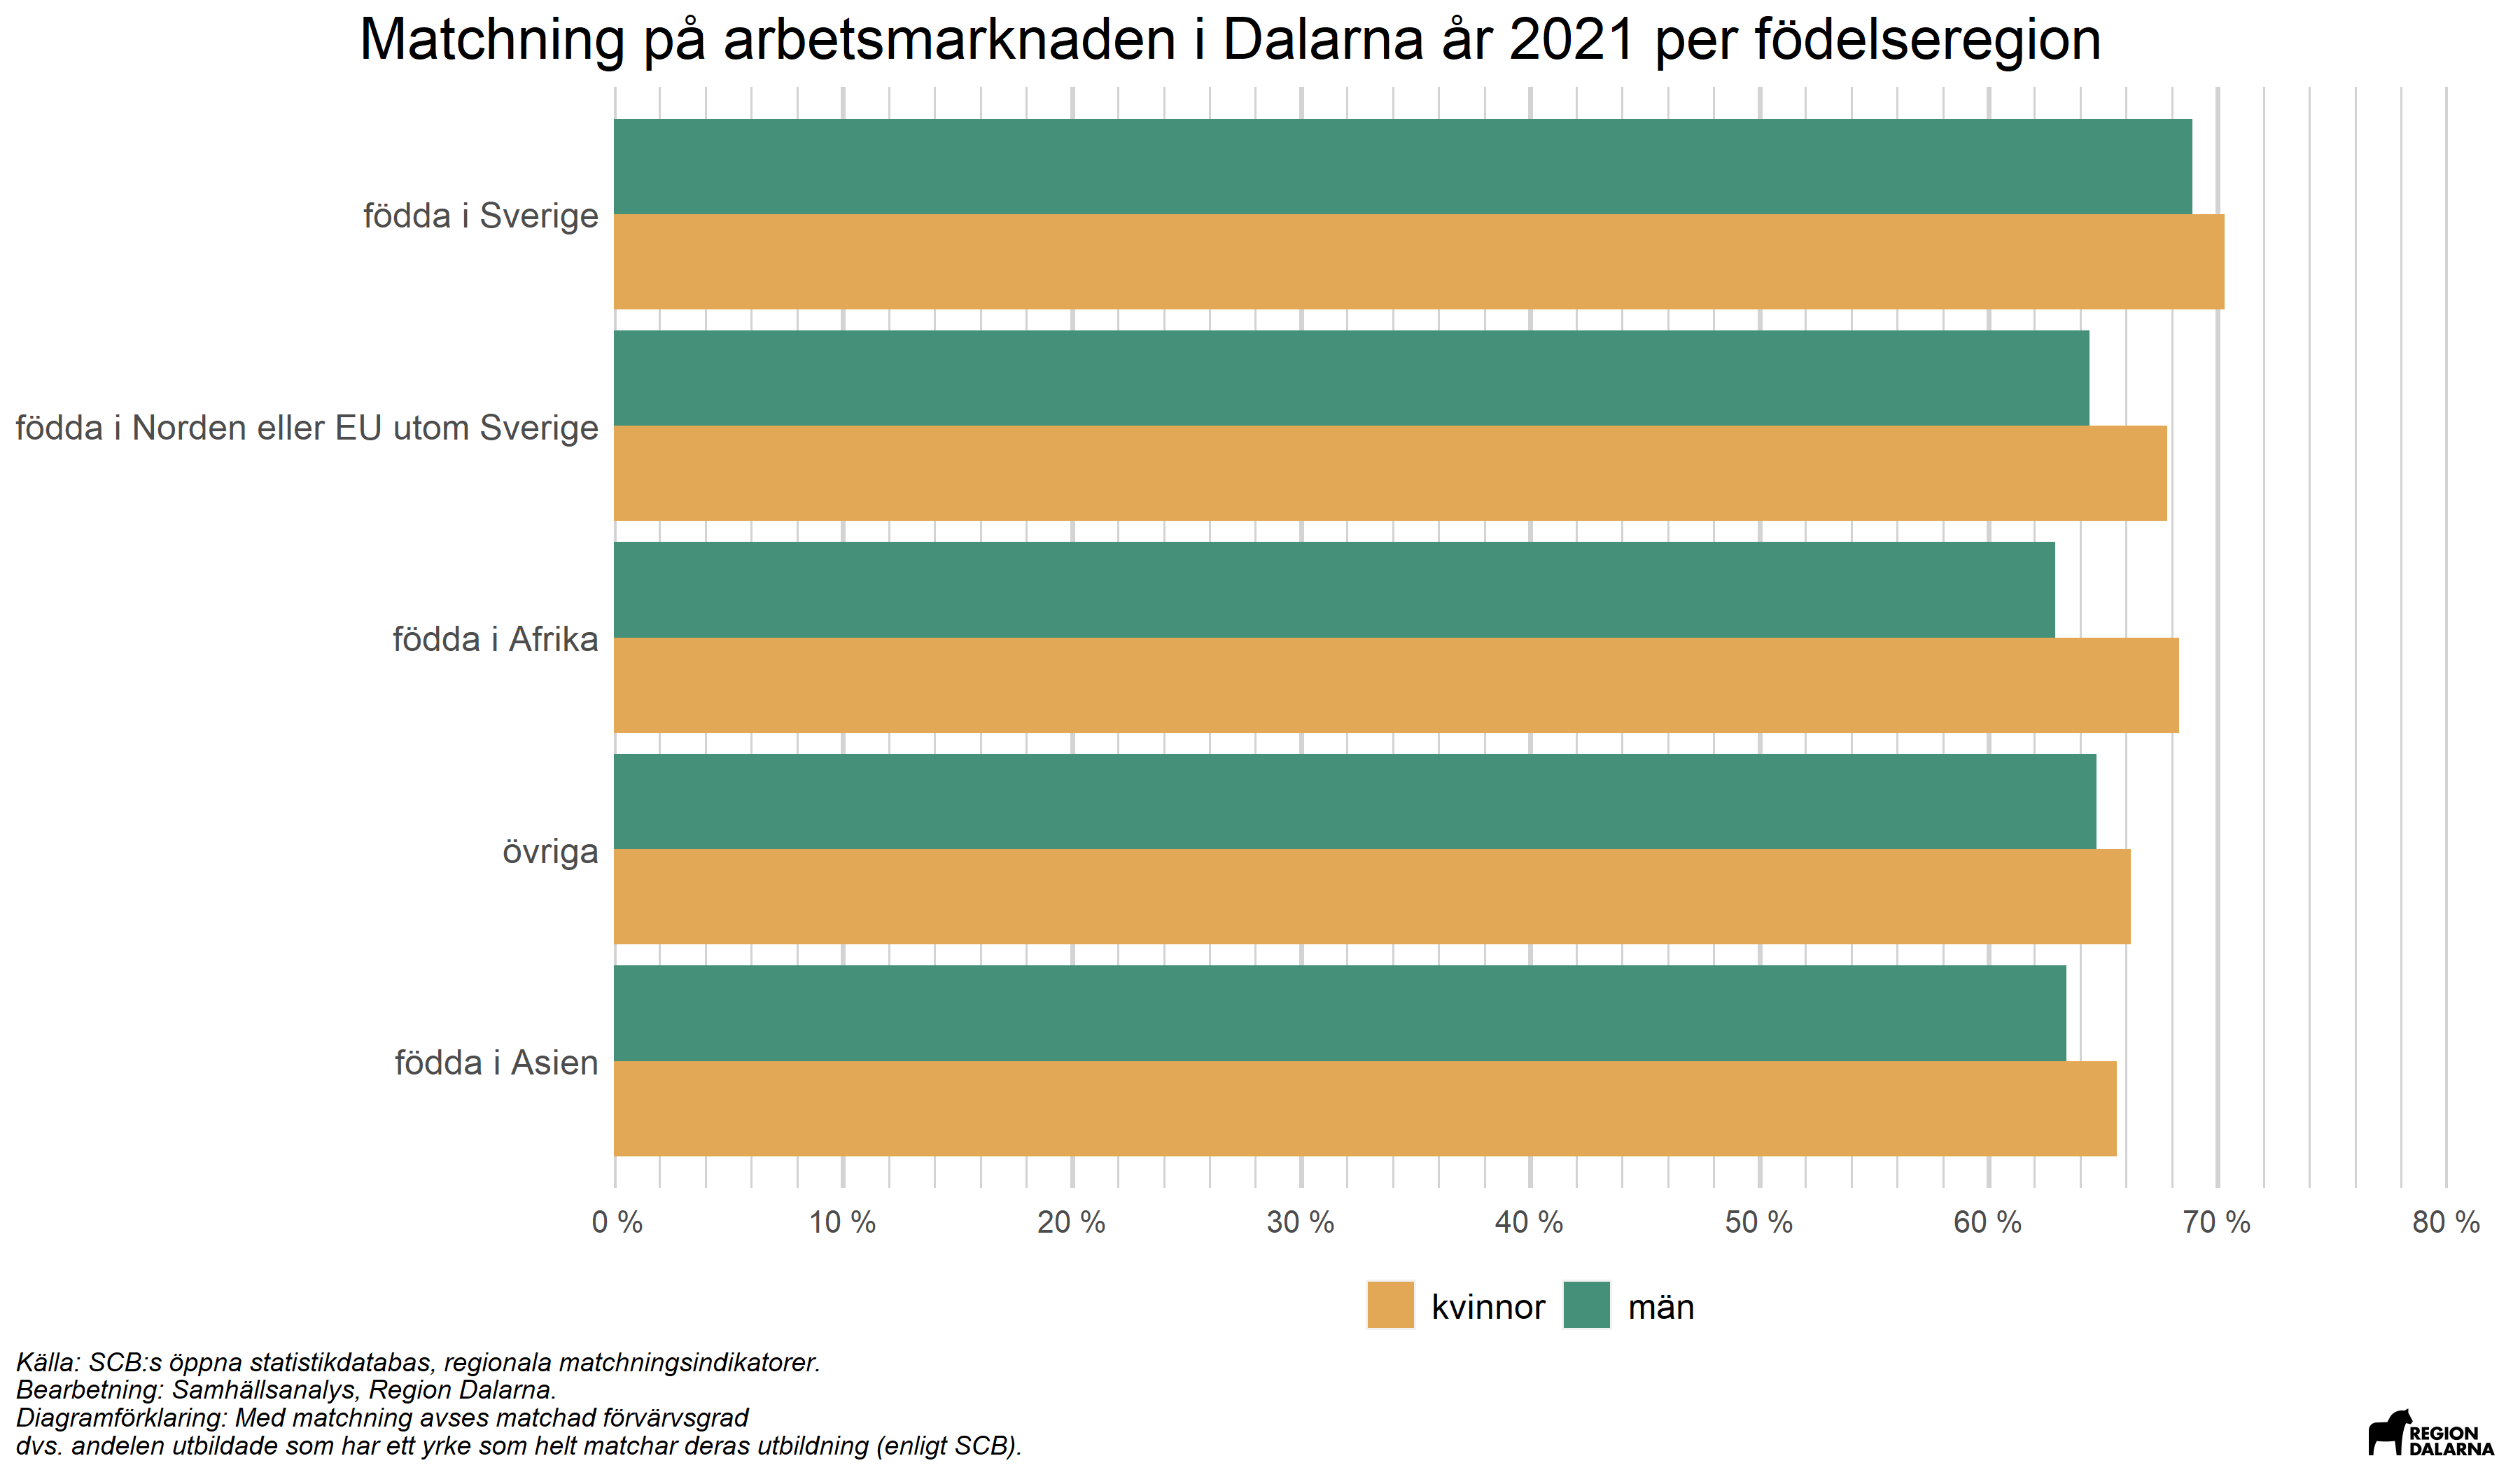 Matchning på arbetsmarknaden i Dalarna år 2021 per födelseregion
födda i Sverige
födda i Norden eller EU utom Sverige
födda i Afrika
övriga
födda i Asien
0 % 10 % 20 % 30 % 40 % 50 % 60 % 70 % 80 %
kvinnor män
Källa: SCB:s öppna statistikdatabas, regionala matchningsindikatorer.
Bearbetning: Samhällsanalys, Region Dalarna.
Diagramförklaring: Med matchning avses matchad förvärvsgrad
dvs. andelen utbildade som har ett yrke som helt matchar deras utbildning (enligt SCB).
REGION
DALARNA